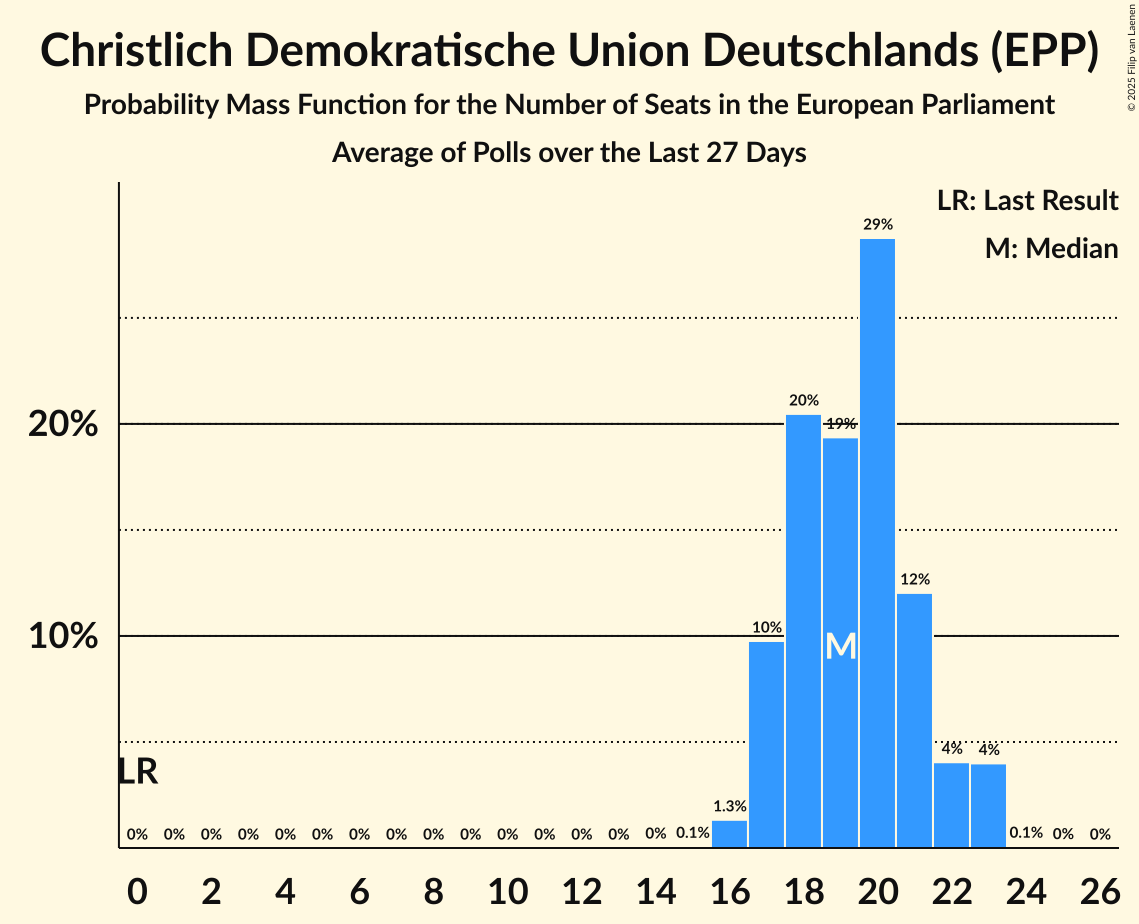 Christlich Demokratische Union Deutschlands (EPP)
Probability Mass Function for the Number of Seats in the European Parliament
Average of Polls over the Last 27 Days
© 2025 Filip van Laenen
LR: Last Result
M: Median
29%
20%
20%
19%
12%
10%
10%
M
4%
4%
LR
1.3%
0% 0% 0% 0% 0% 0% 0% 0% 0% 0% 0% 0% 0% 0% 0% 0.1% 0.1% 0% 0%
0 2 4 6 8 10 12 14 16 18 20 22 24 26